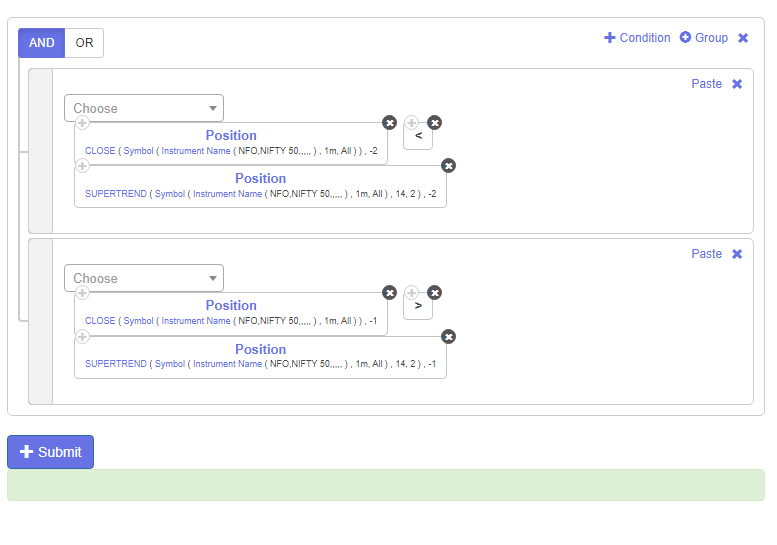 AND OR
Condition Group
Paste
Choose
Position
<
CLOSE ( Symbol ( Instrument Name ( NFO,NIFTY 50,,,,, ) , 1m, All ) ) , -2
Position
SUPERTREND ( Symbol ( Instrument Name ( NFO,NIFTY 50,,,,, ) , 1m, All ) , 14, 2 ) , -2
Paste
Choose
Position
>
CLOSE ( Symbol ( Instrument Name ( NFO,NIFTY 50,,,,, ) , 1m, All ) ) , -1
Position
SUPERTREND ( Symbol ( Instrument Name ( NFO,NIFTY 50,,,,, ) , 1m, All ) , 14, 2 ) , -1
Submit